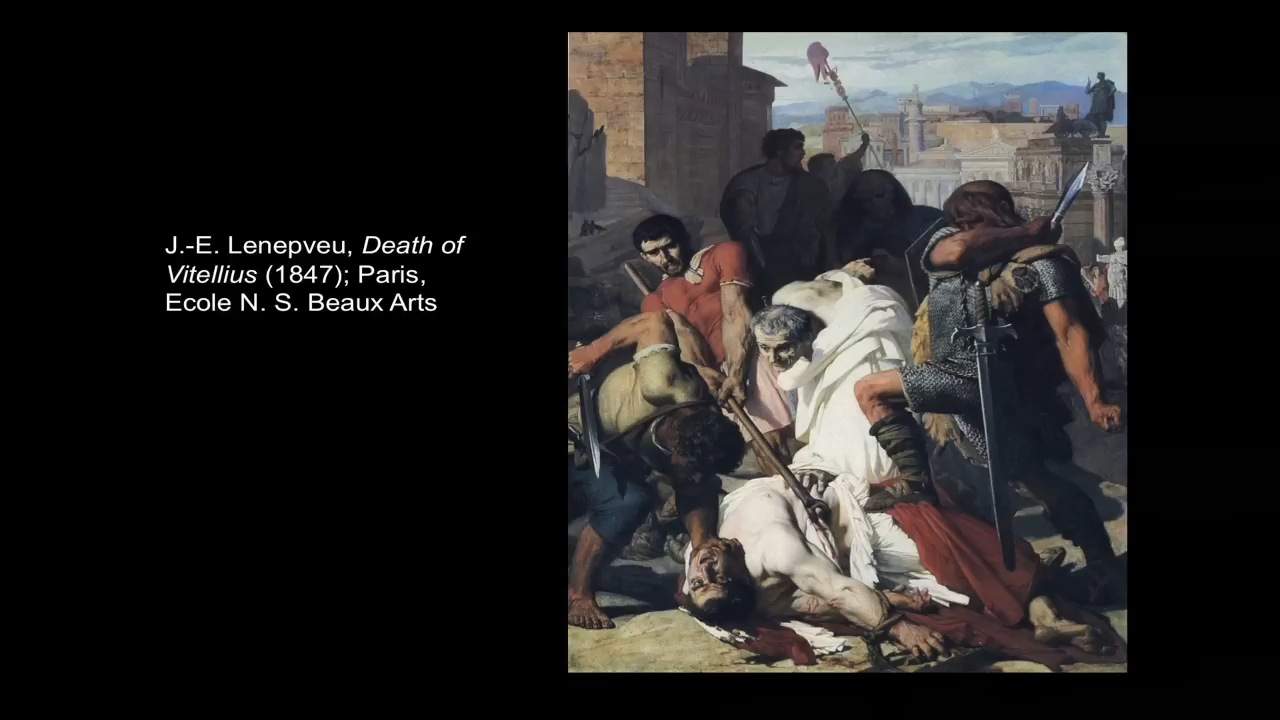 J.-E. Lenepveu, Death of
Vitellius (1847); Paris,
Ecole N. S. Beaux Arts